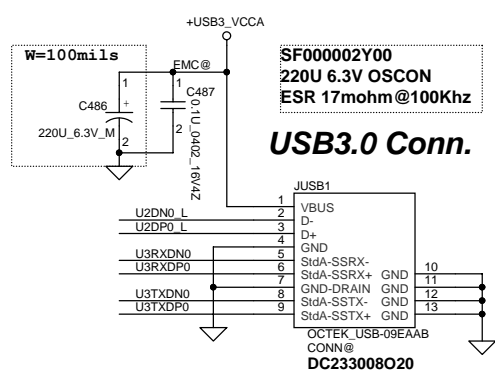 +USB3_VCCA
W=100mils
EMC@
SF000002Y00
220U 6.3V OSCON
ESR 17mohm@100Khz
1
+
C486
220U_6.3V_M
2
1
C487
2
0.1U_0402_16V4Z
USB3.0 Conn.
JUSB1
1 VBUS
U2DN0_L 2 D-
U2DP0_L 3 D+
4 GND
U3RXDN0 5 StdA-SSRX-
U3RXDP0 6 StdA-SSRX+ GND 10
7 GND-DRAIN GND 11
U3TXDN0 8 StdA-SSTX- GND 12
U3TXDP0 9 StdA-SSTX+ GND 13
OCTEK_USB-09EAAB
CONN@
DC233008O20